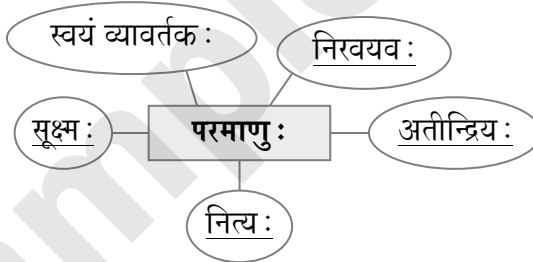 स्वयं व्यावर्तक :
निरवयव :
सूक्ष्म :
परमाणु :
अतीन्द्रिय :
नित्य :